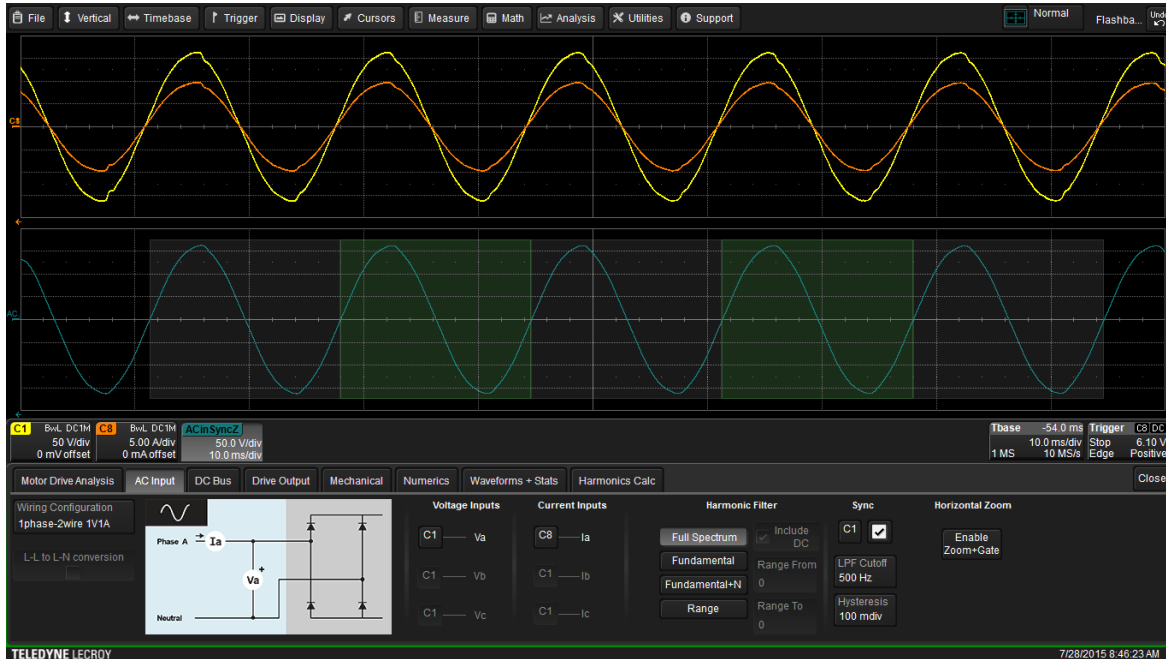 File Vertical Timebase Trigger Display Cursors Measure Math Analysis Utilities Support Normal Flashba... Undo
C8
AC
C1 BwL DC1M C8 BwL DC1M ACinSyncZ
50 V/div 5.00 A/div 50.0 V/div
0 mV offset 0 mA offset 10.0 ms/div
Tbase -54.0 ms Trigger C8 DC
10.0 ms/div Stop 6.10 V
1 MS 10 MS/s Edge Positive
Motor Drive Analysis AC Input DC Bus Drive Output Mechanical Numerics Waveforms + Stats Harmonics Calc Close
Wiring Configuration
1phase-2wire 1V1A
L-L to L-N conversion
Phase A Ia
Va +
Neutral
Voltage Inputs
C1 Va
C1 Vb
C1 Vc
Current Inputs
C8 Ia
C1 Ib
C1 Ic
Harmonic Filter
Full Spectrum
Fundamental
Fundamental+N
Range
Include
DC
Range From
0
Range To
0
Sync
C1
LPF Cutoff
500 Hz
Hysteresis
100 mdiv
Horizontal Zoom
Enable
Zoom+Gate
TELEDYNE LECROY 7/28/2015 8:46:23 AM